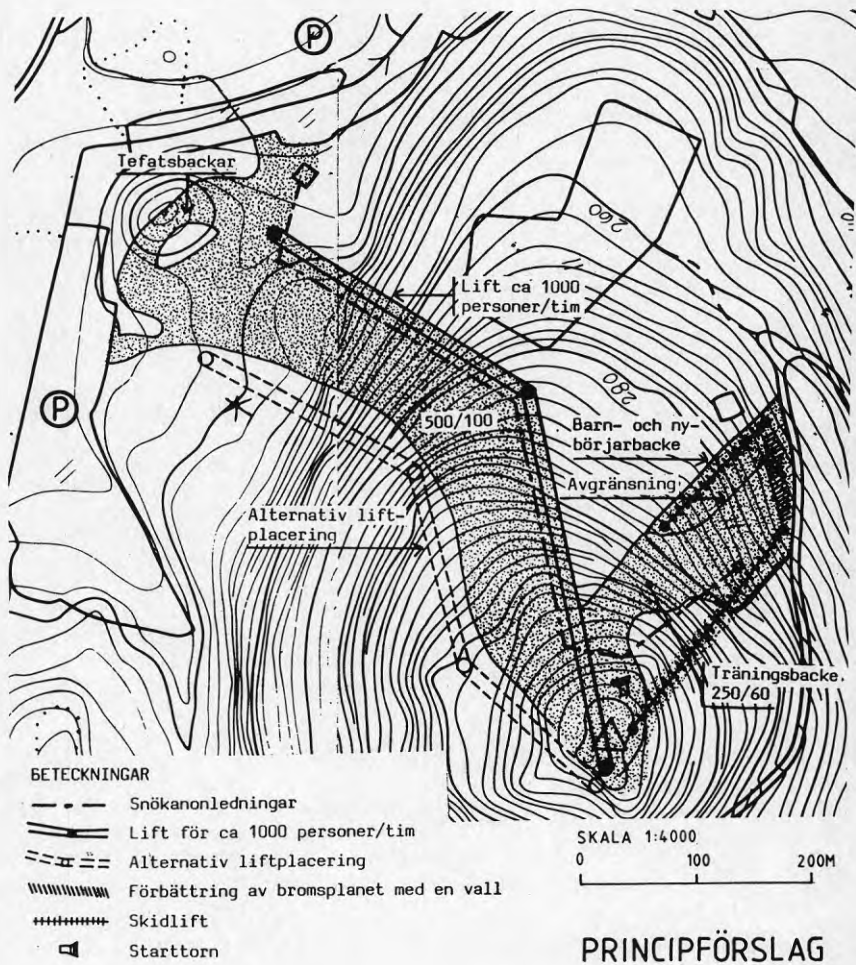 P
Tefatsbackar
200
Lift ca 1000
personer/tim
P
280
500/100
Barn- och ny-
börjarbacke
Avgränsning
Alternativ lift-
placering
Träningsbacke.
250/60
BETECKNINGAR
Snökanonledningar
Lift för ca 1000 personer/tim
Alternativ liftplacering
Förbättring av bromsplanet med en vall
Skidlift
Starttorn
SKALA 1:4000
0 100 200M
PRINCIPFÖRSLAG